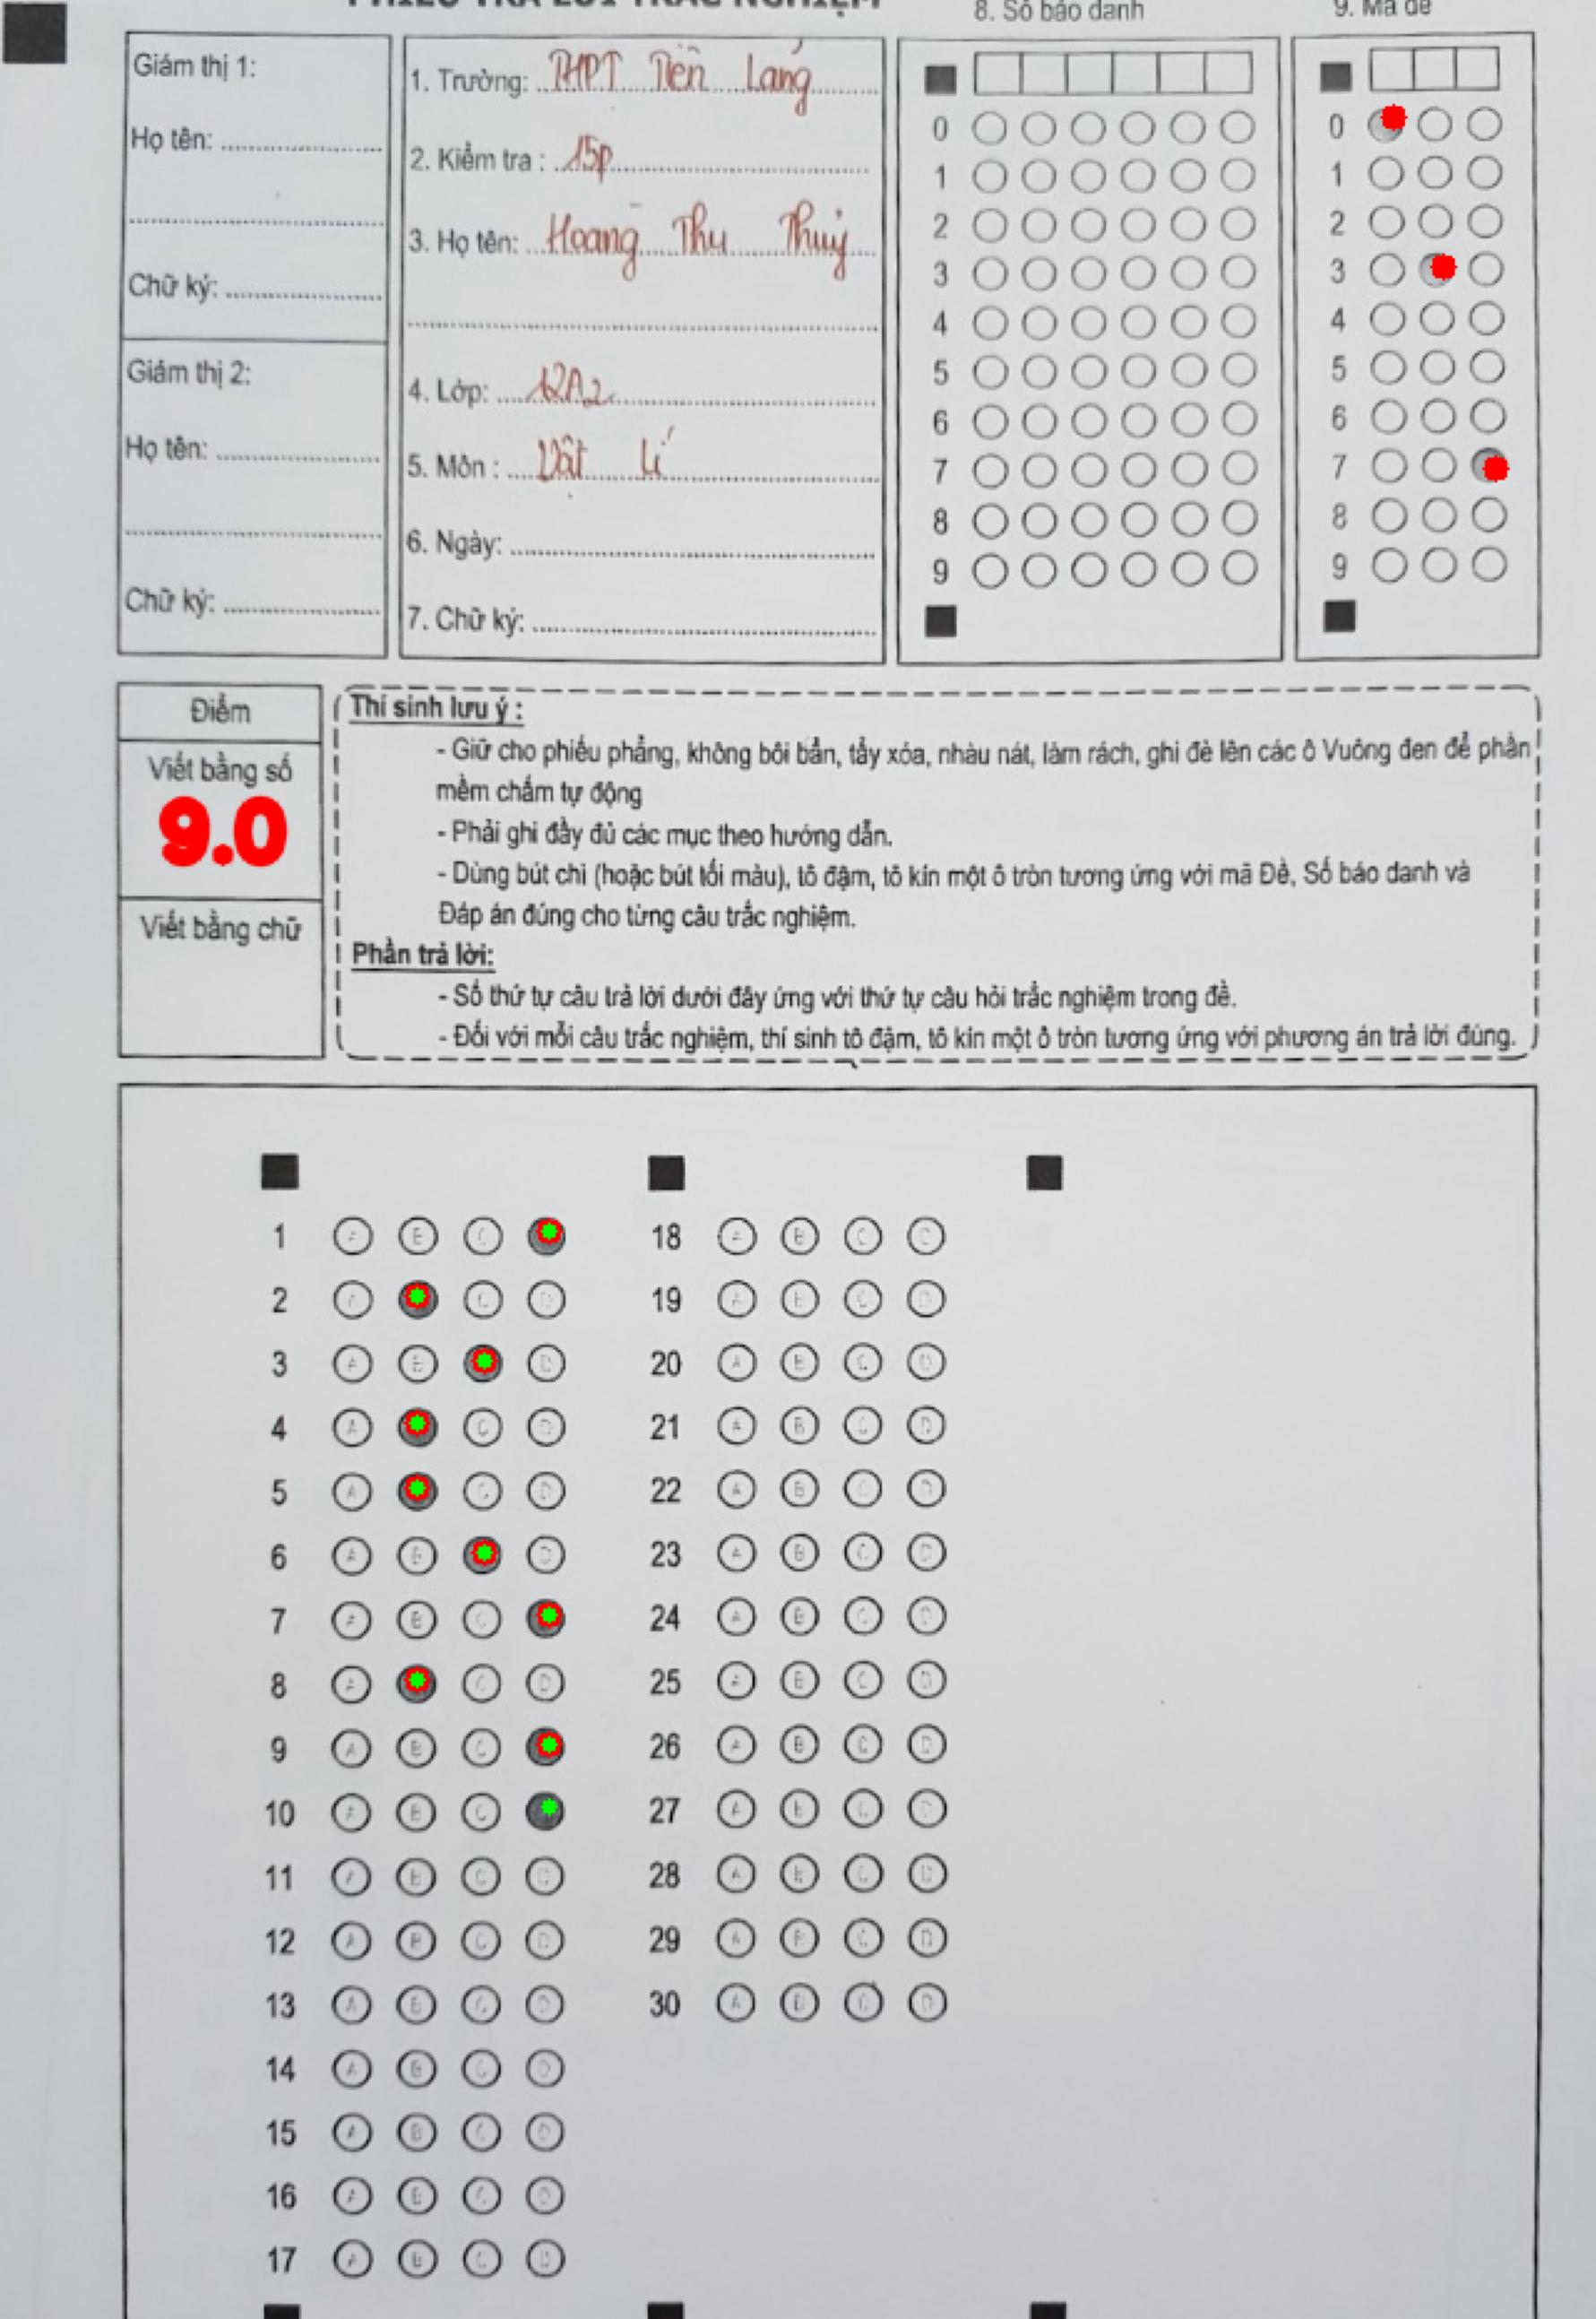 PHIẾU TRẢ LỜI TRẮC NGHIỆM
8. Số báo danh
9. Mã đề
Giám thị 1:
Họ tên:
Chữ ký:
Giám thị 2:
Họ tên:
Chữ ký:
1. Trường: THPT Tiên Lãng
2. Kiểm tra : 15p
3. Họ tên: Hoàng Thu Thuỷ
4. Lớp: 12A2
5. Môn : Vật lí
6. Ngày:
7. Chữ ký:
0
1
2
3
4
5
6
7
8
9
0
1
2
3
4
5
6
7
8
9
Điểm
Viết bằng số
9.0
Viết bằng chữ
Thí sinh lưu ý :
- Giữ cho phiếu phẳng, không bôi bẩn, tẩy xóa, nhàu nát, làm rách, ghi đè lên các ô Vuông đen để phần
mềm chấm tự động
- Phải ghi đầy đủ các mục theo hướng dẫn.
- Dùng bút chì (hoặc bút tối màu), tô đậm, tô kín một ô tròn tương ứng với mã Đề, Số báo danh và
Đáp án đúng cho từng câu trắc nghiệm.
Phần trả lời:
- Số thứ tự câu trả lời dưới đây ứng với thứ tự câu hỏi trắc nghiệm trong đề.
- Đối với mỗi câu trắc nghiệm, thí sinh tô đậm, tô kín một ô tròn tương ứng với phương án trả lời đúng.
1 A B C
2 A C D
3 A B D
4 A C D
5 A C D
6 A B D
7 A B C
8 A C D
9 A B C
10 A B C
11 A B C D
12 A B C D
13 A B C D
14 A B C D
15 A B C D
16 A B C D
17 A B C D
18 A B C D
19 A B C D
20 A B C D
21 A B C D
22 A B C D
23 A B C D
24 A B C D
25 A B C D
26 A B C D
27 A B C D
28 A B C D
29 A B C D
30 A B C D